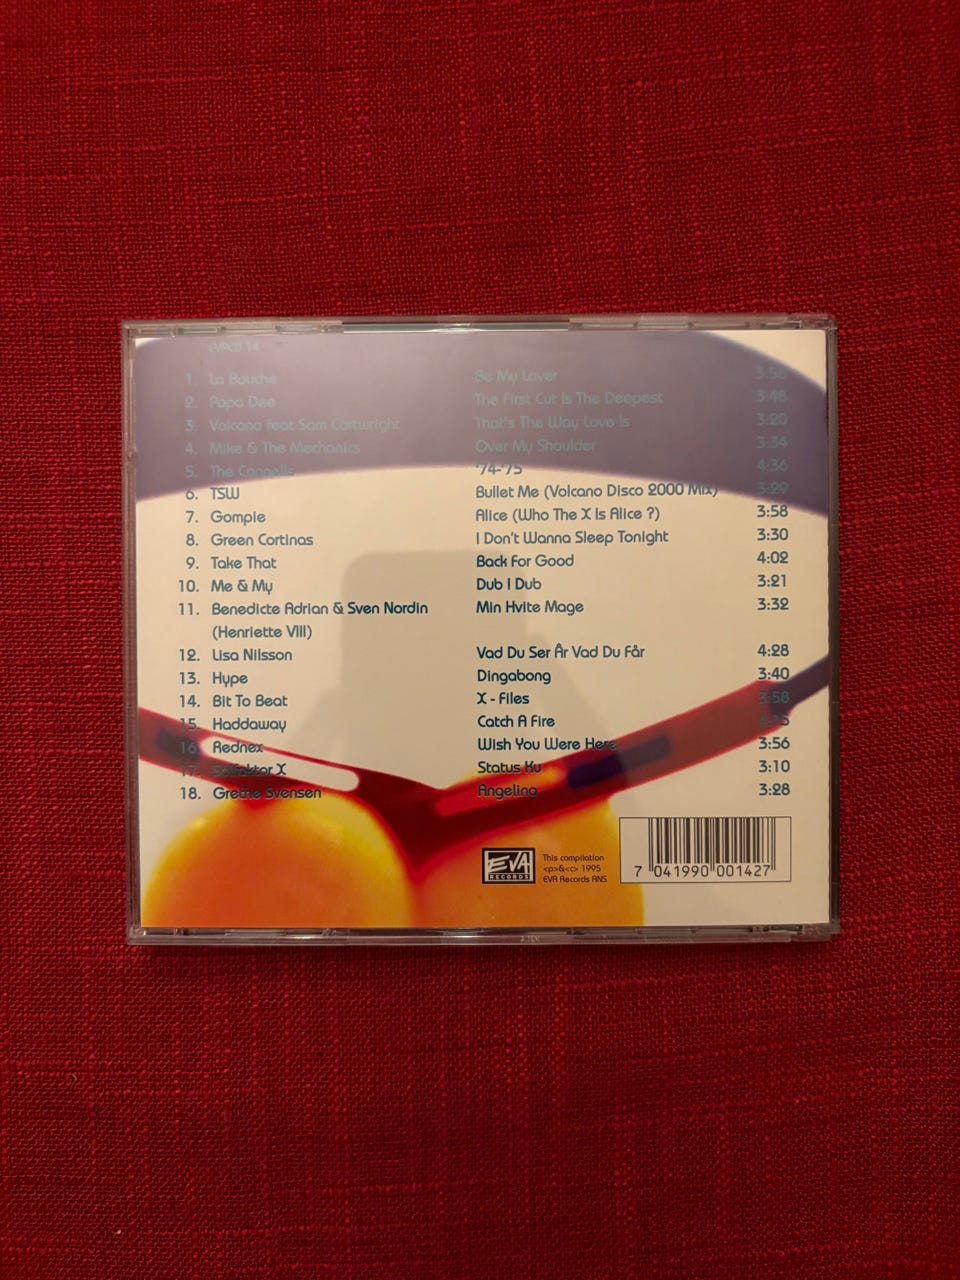 EVACD 14
1. La Bouche Be My Lover 3:56
2. Papa Dee The First Cut Is The Deepest 3:48
3. Volcano feat Sam Cartwright That's The Way Love Is 3:20
4. Mike & The Mechanics Over My Shoulder 3:34
5. The Connells '74-'75 4:36
6. TSW Bullet Me (Volcano Disco 2000 Mix) 3:29
7. Gompie Alice (Who The X Is Alice ?) 3:58
8. Green Cortinas I Don't Wanna Sleep Tonight 3:30
9. Take That Back For Good 4:02
10. Me & My Dub I Dub 3:21
11. Benedicte Adrian & Sven Nordin Min Hvite Mage 3:32
(Henriette VIII)
12. Lisa Nilsson Vad Du Ser Är Vad Du Får 4:28
13. Hype Dingabong 3:40
14. Bit To Beat X - Files 3:58
15. Haddaway Catch A Fire
16. Rednex Wish You Were Here 3:56
17. X Status Ku 3:10
18. Grethe Svensen Angelina 3:28
EVA
RECORDS
This compilation
<p>&<c> 1995
EVA Records ANS
7 041990 001427